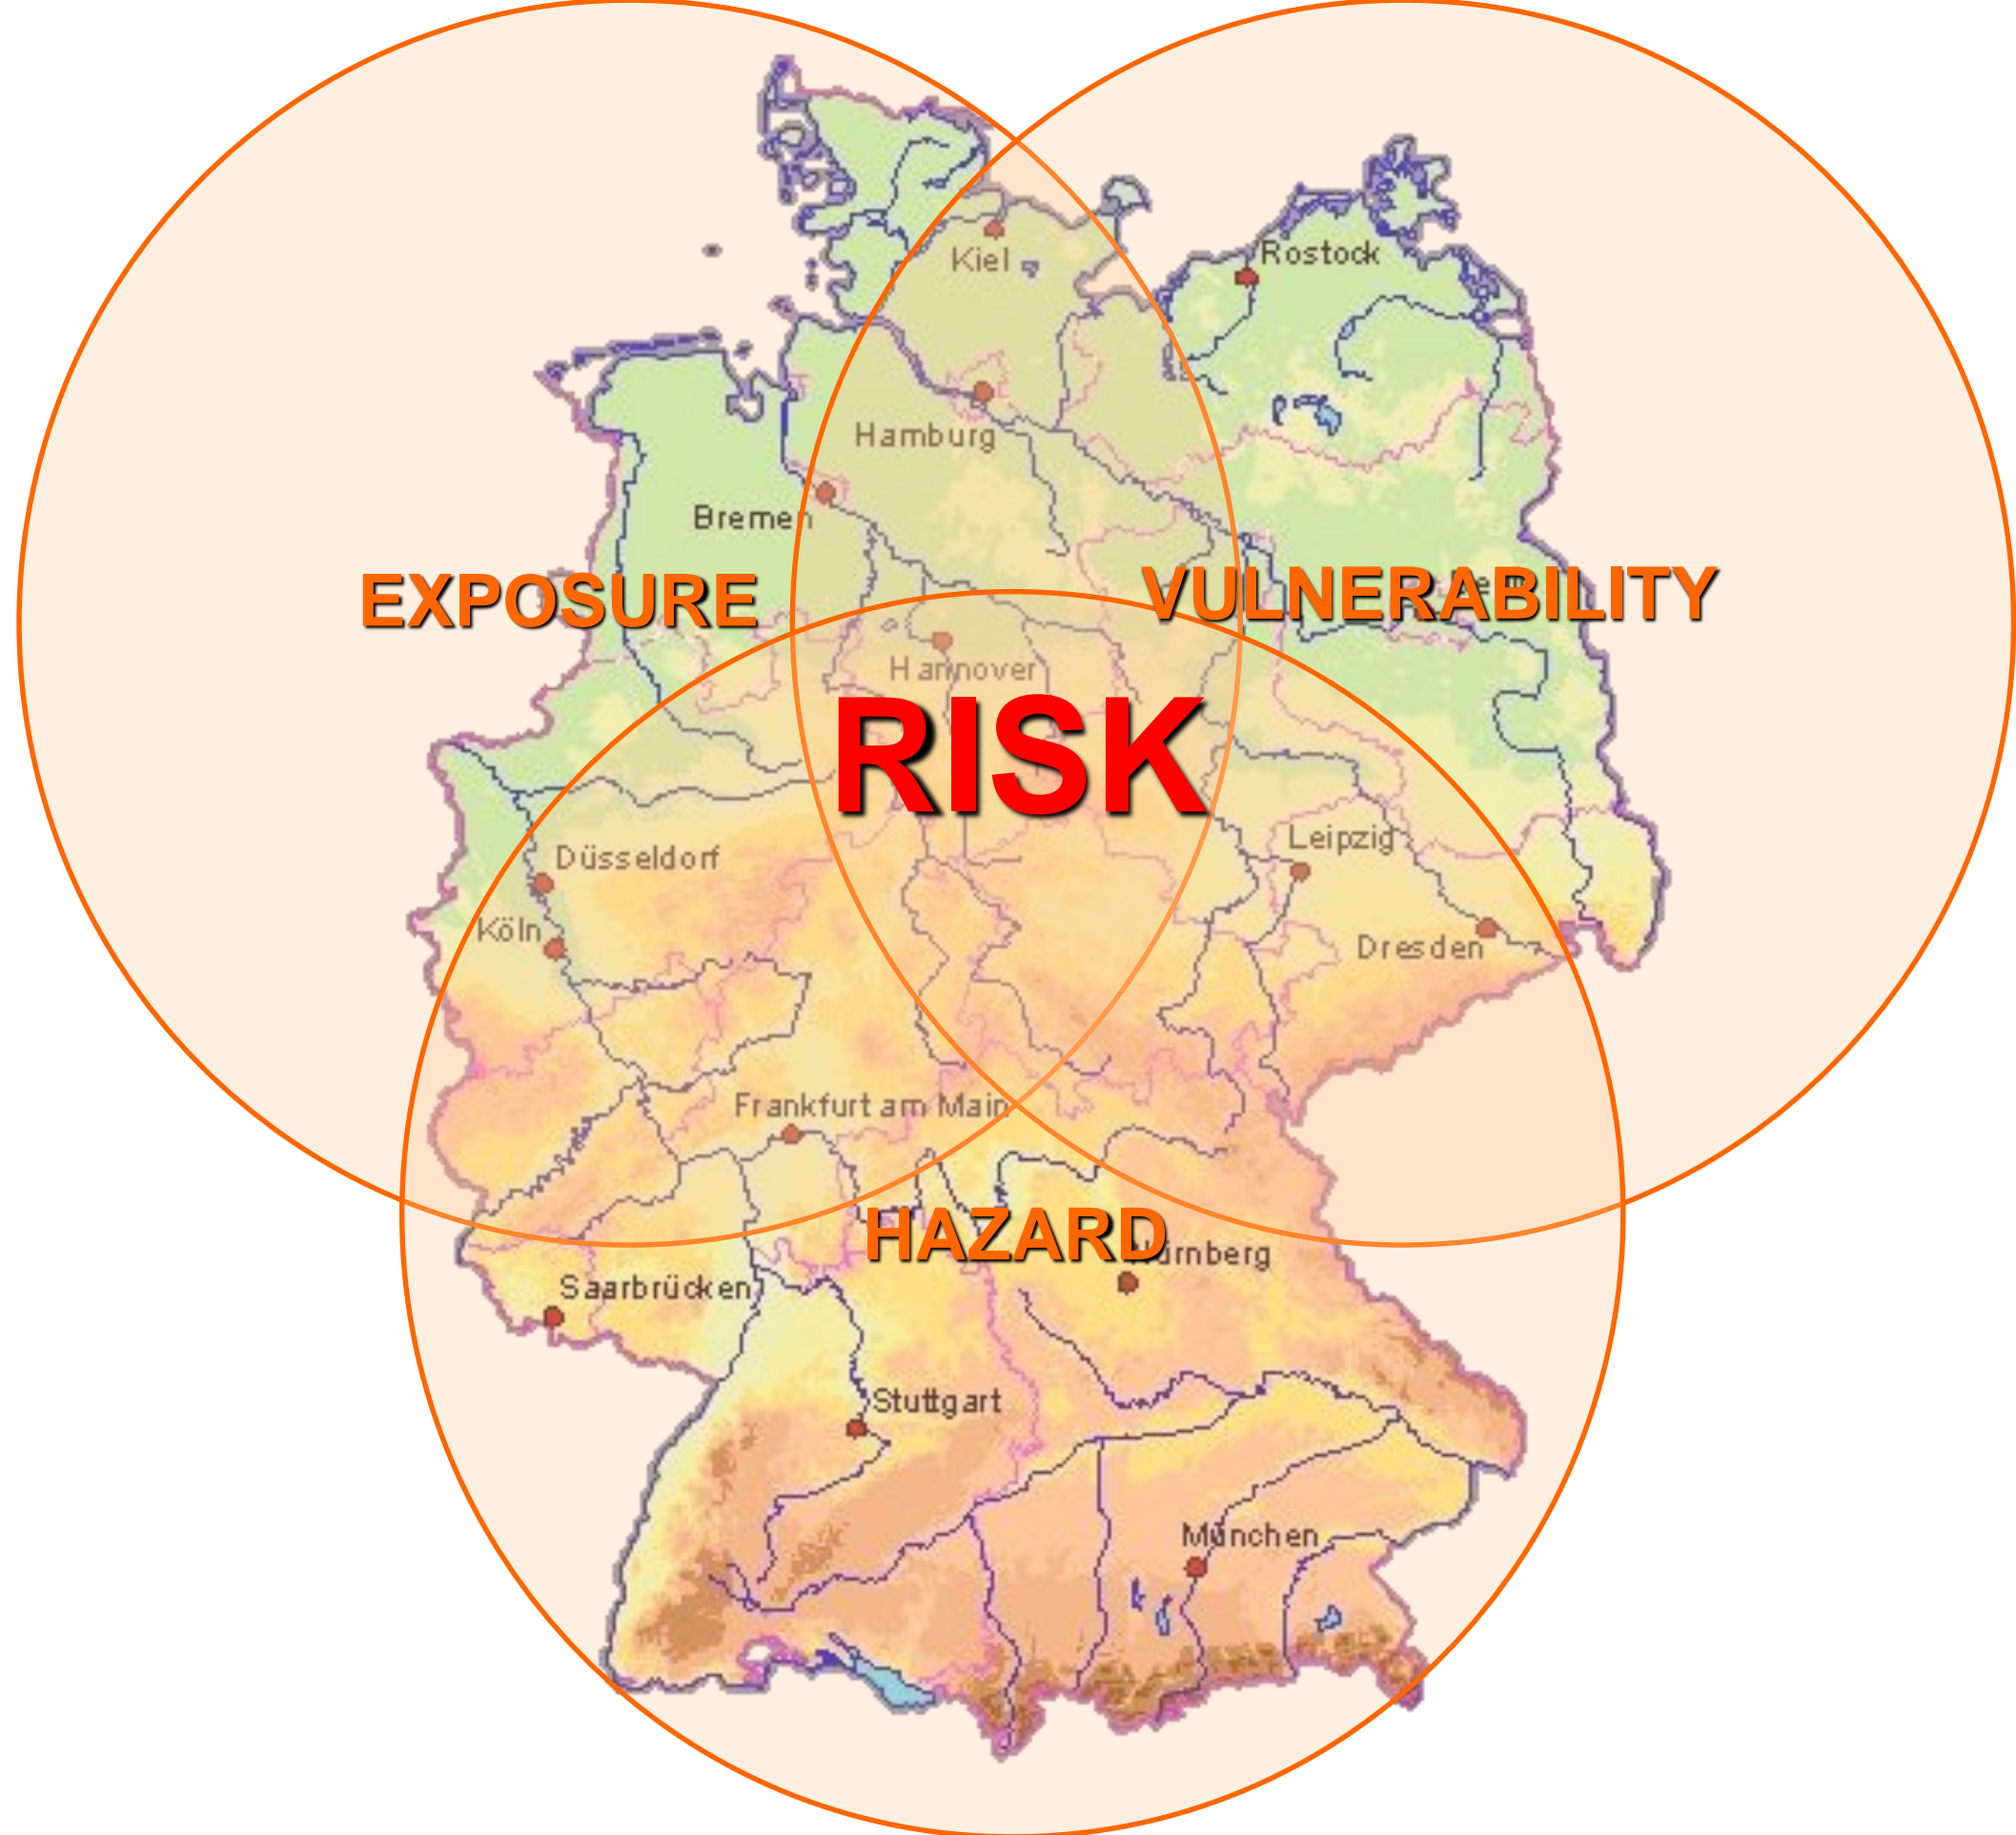 Kiel
Rostock
Hamburg
Bremen
EXPOSURE
VULNERABILITY
Hannover
RISK
Leipzig
Düsseldorf
Köln
Dresden
Frankfurt am Main
HAZARD
Saarbrücken
Stuttgart
München